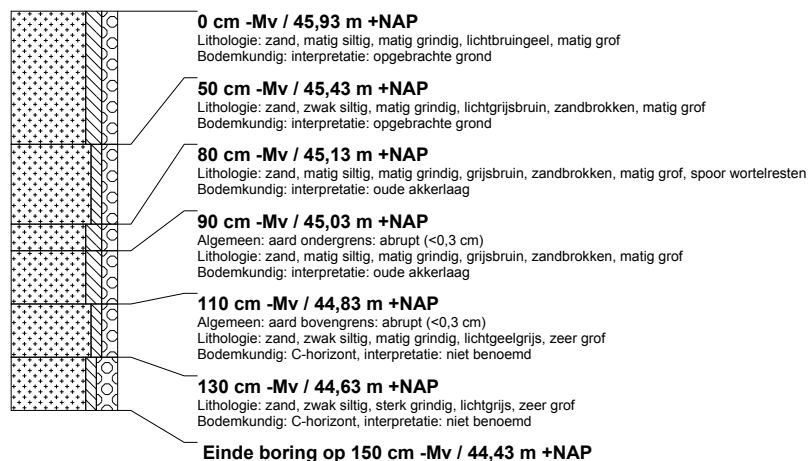 0 cm -Mv / 45,93 m +NAP
Lithologie: zand, matig siltig, matig grindig, lichtbruingeel, matig grof
Bodemkundig: interpretatie: opgebrachte grond
50 cm -Mv / 45,43 m +NAP
Lithologie: zand, zwak siltig, matig grindig, lichtgrijsbruin, zandbrokken, matig grof
Bodemkundig: interpretatie: opgebrachte grond
80 cm -Mv / 45,13 m +NAP
Lithologie: zand, matig siltig, matig grindig, grijsbruin, zandbrokken, matig grof, spoor wortelresten
Bodemkundig: interpretatie: oude akkerlaag
90 cm -Mv / 45,03 m +NAP
Algemeen: aard ondergrens: abrupt (<0,3 cm)
Lithologie: zand, matig siltig, matig grindig, grijsbruin, zandbrokken, matig grof
Bodemkundig: interpretatie: oude akkerlaag
110 cm -Mv / 44,83 m +NAP
Algemeen: aard bovengrens: abrupt (<0,3 cm)
Lithologie: zand, zwak siltig, matig grindig, lichtgeelgrijs, zeer grof
Bodemkundig: C-horizont, interpretatie: niet benoemd
130 cm -Mv / 44,63 m +NAP
Lithologie: zand, zwak siltig, sterk grindig, lichtgrijs, zeer grof
Bodemkundig: C-horizont, interpretatie: niet benoemd
Einde boring op 150 cm -Mv / 44,43 m +NAP